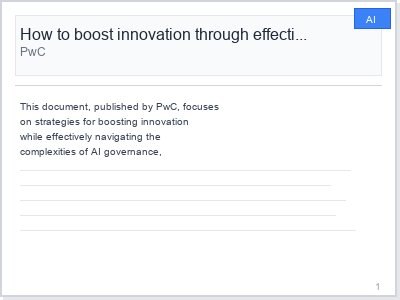 AI
How to boost innovation through effecti...
PwC
This document, published by PwC, focuses
on strategies for boosting innovation
while effectively navigating the
complexities of AI governance,
1